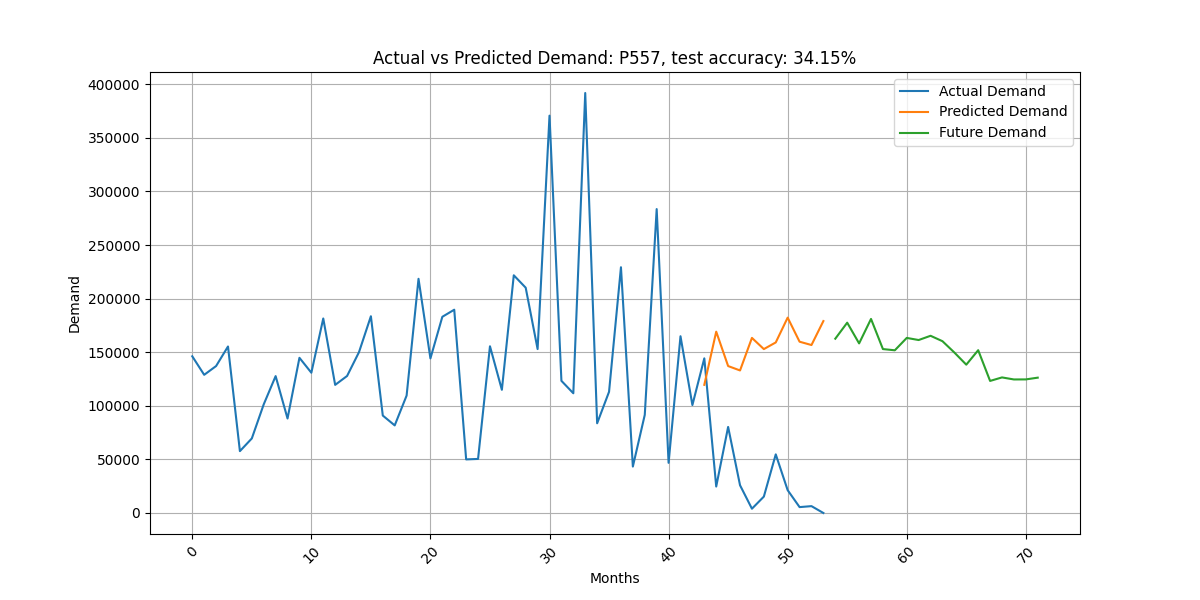 Actual vs Predicted Demand: P557, test accuracy: 34.15%
Actual Demand
Predicted Demand
Future Demand
400000
350000
300000
250000
200000
150000
100000
50000
0
Demand
0 10 20 30 40 50 60 70
Months